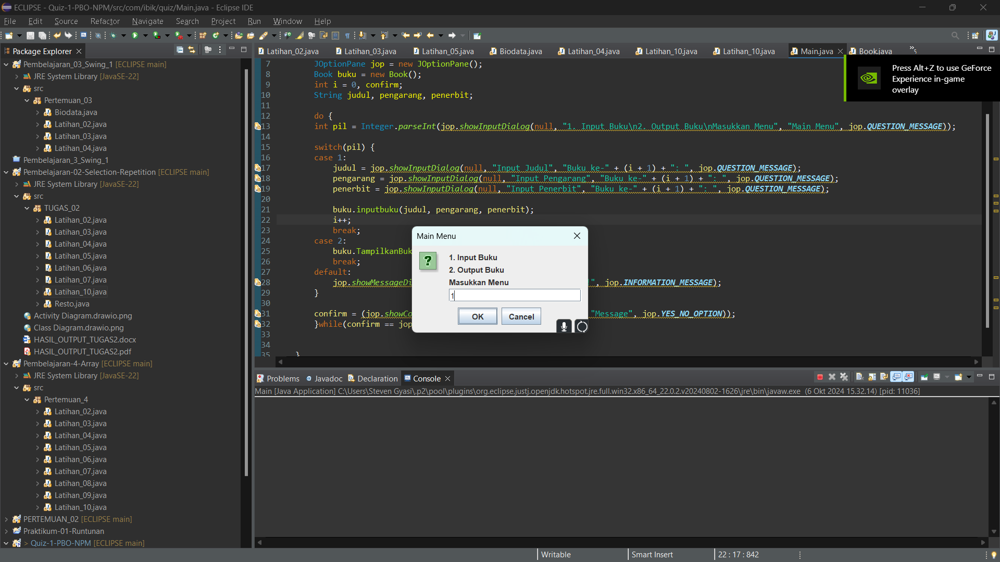 ECLIPSE - Quiz-1-PBO-NPM/src/com/ibik/quiz/Main.java - Eclipse IDE
File Edit Source Refactor Navigate Search Project Run Window Help
Package Explorer
Pembelajaran_03_Swing_1 [ECLIPSE main]
JRE System Library [JavaSE-22]
src
Pertemuan_03
Biodata.java
Latihan_02.java
Latihan_03.java
Latihan_04.java
Pembelajaran_3_Swing_1
Pembelajaran-02-Selection-Repetition [ECLIPSE main]
JRE System Library [JavaSE-22]
src
TUGAS_02
Latihan_02.java
Latihan_03.java
Latihan_04.java
Latihan_05.java
Latihan_06.java
Latihan_07.java
Latihan_10.java
Resto.java
Activity Diagram.drawio.png
Class Diagram.drawio.png
HASIL_OUTPUT_TUGAS2.docx
HASIL_OUTPUT_TUGAS2.pdf
Pembelajaran-4-Array [ECLIPSE main]
JRE System Library [JavaSE-22]
src
Pertemuan_4
Latihan_02.java
Latihan_03.java
Latihan_04.java
Latihan_05.java
Latihan_06.java
Latihan_07.java
Latihan_08.java
Latihan_09.java
Latihan_10.java
PERTEMUAN_02 [ECLIPSE main]
Praktikum-01-Runtunan
> Quiz-1-PBO-NPM [ECLIPSE main]
Latihan_02.java Latihan_03.java Latihan_05.java Biodata.java Latihan_04.java Latihan_10.java Latihan_10.java Main.java Book.java »5
Press Alt+Z to use GeForce
Experience in-game
overlay
7 JOptionPane jop = new JOptionPane();
8 Book buku = new Book();
9 int i = 0, confirm;
10 String judul, pengarang, penerbit;
11
12 do {
13 int pil = Integer.parseInt(jop.showInputDialog(null, "1. Input Buku\n2. Output Buku\nMasukkan Menu", "Main Menu", jop.QUESTION_MESSAGE));
14
15 switch(pil) {
16 case 1:
17 judul = jop.showInputDialog(null, "Input Judul", "Buku ke-" + (i + 1) + ": ", jop.QUESTION_MESSAGE);
18 pengarang = jop.showInputDialog(null, "Input Pengarang", "Buku ke-" + (i + 1) + ": ", jop.QUESTION_MESSAGE);
19 penerbit = jop.showInputDialog(null, "Input Penerbit", "Buku ke-" + (i + 1) + ": ", jop.QUESTION_MESSAGE);
20
21 buku.inputbuku(judul, pengarang, penerbit);
22 i++;
23 break;
24 case 2:
25 buku.TampilkanBuk
26 break;
27 default:
28 jop.showMessageDi !", jop.INFORMATION_MESSAGE);
29 }
30
31 confirm = (jop.showCo "Message", jop.YES_NO_OPTION));
32 }while(confirm == jop
33
34
35 }
Main Menu
1. Input Buku
2. Output Buku
Masukkan Menu
1
OK Cancel
Problems Javadoc Declaration Console
Main [Java Application] C:\Users\Steven Gyasi\.p2\pool\plugins\org.eclipse.justj.openjdk.hotspot.jre.full.win32.x86_64_22.0.2.v20240802-1626\jre\bin\javaw.exe (6 Okt 2024 15.32.14) [pid: 11036]
Writable Smart Insert 22 : 17 : 842